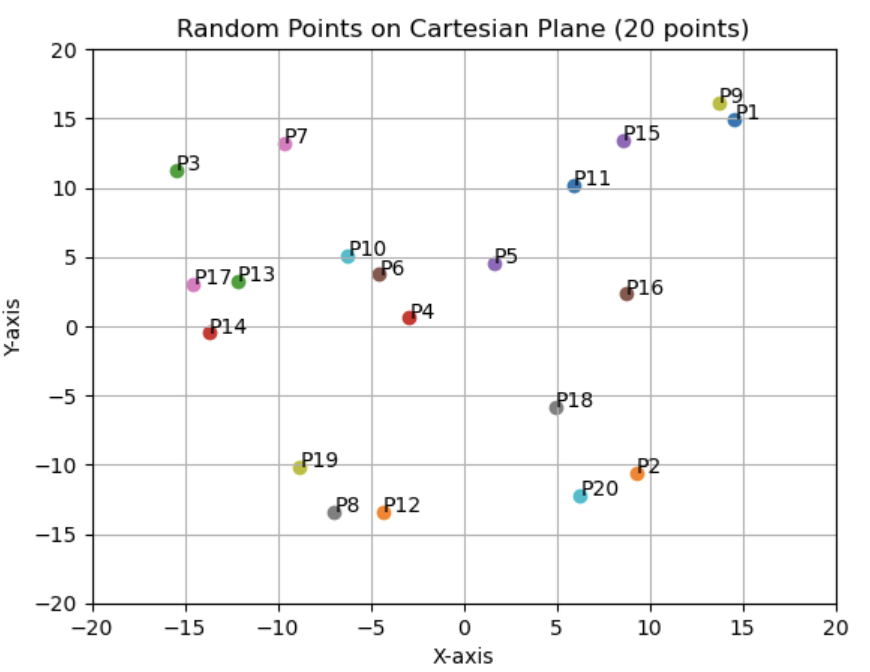 Random Points on Cartesian Plane (20 points)
20
P9
P1
15
P15
P7
P3
P11
10
P10
P5
5
P6
P17
P13
P16
P4
P14
0
Y-axis
−5
P18
P19
P2
−10
P20
P8
P12
−15
−20
−20 −15 −10 −5 0 5 10 15 20
X-axis